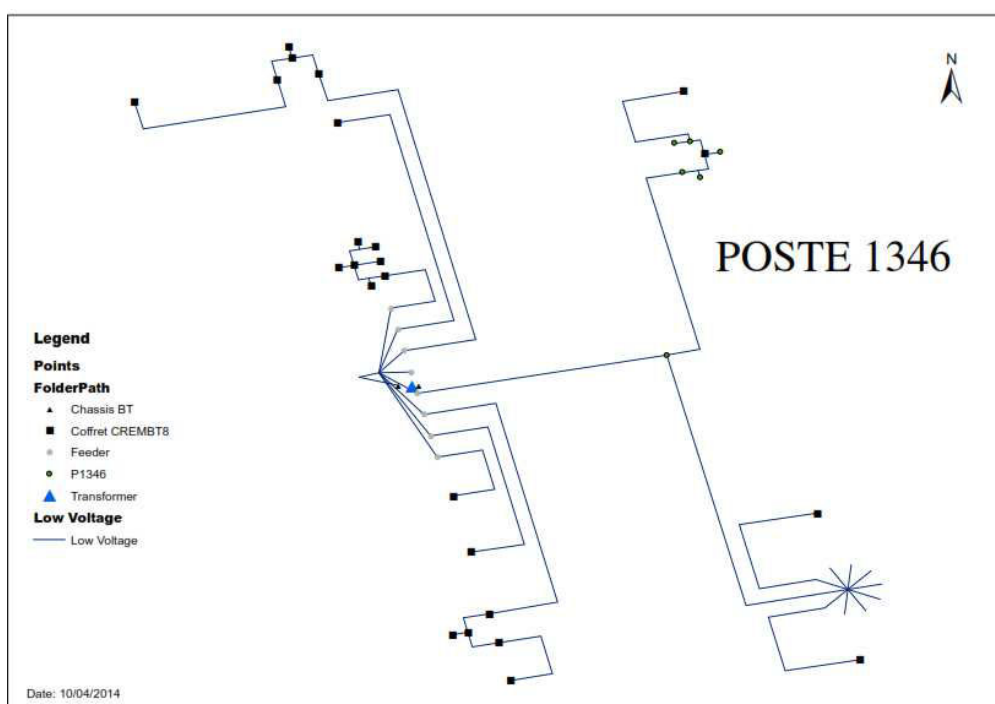 N
POSTE 1346
Legend
Points
FolderPath
Chassis BT
Coffret CREMBT8
Feeder
P1346
Transformer
Low Voltage
Low Voltage
Date: 10/04/2014